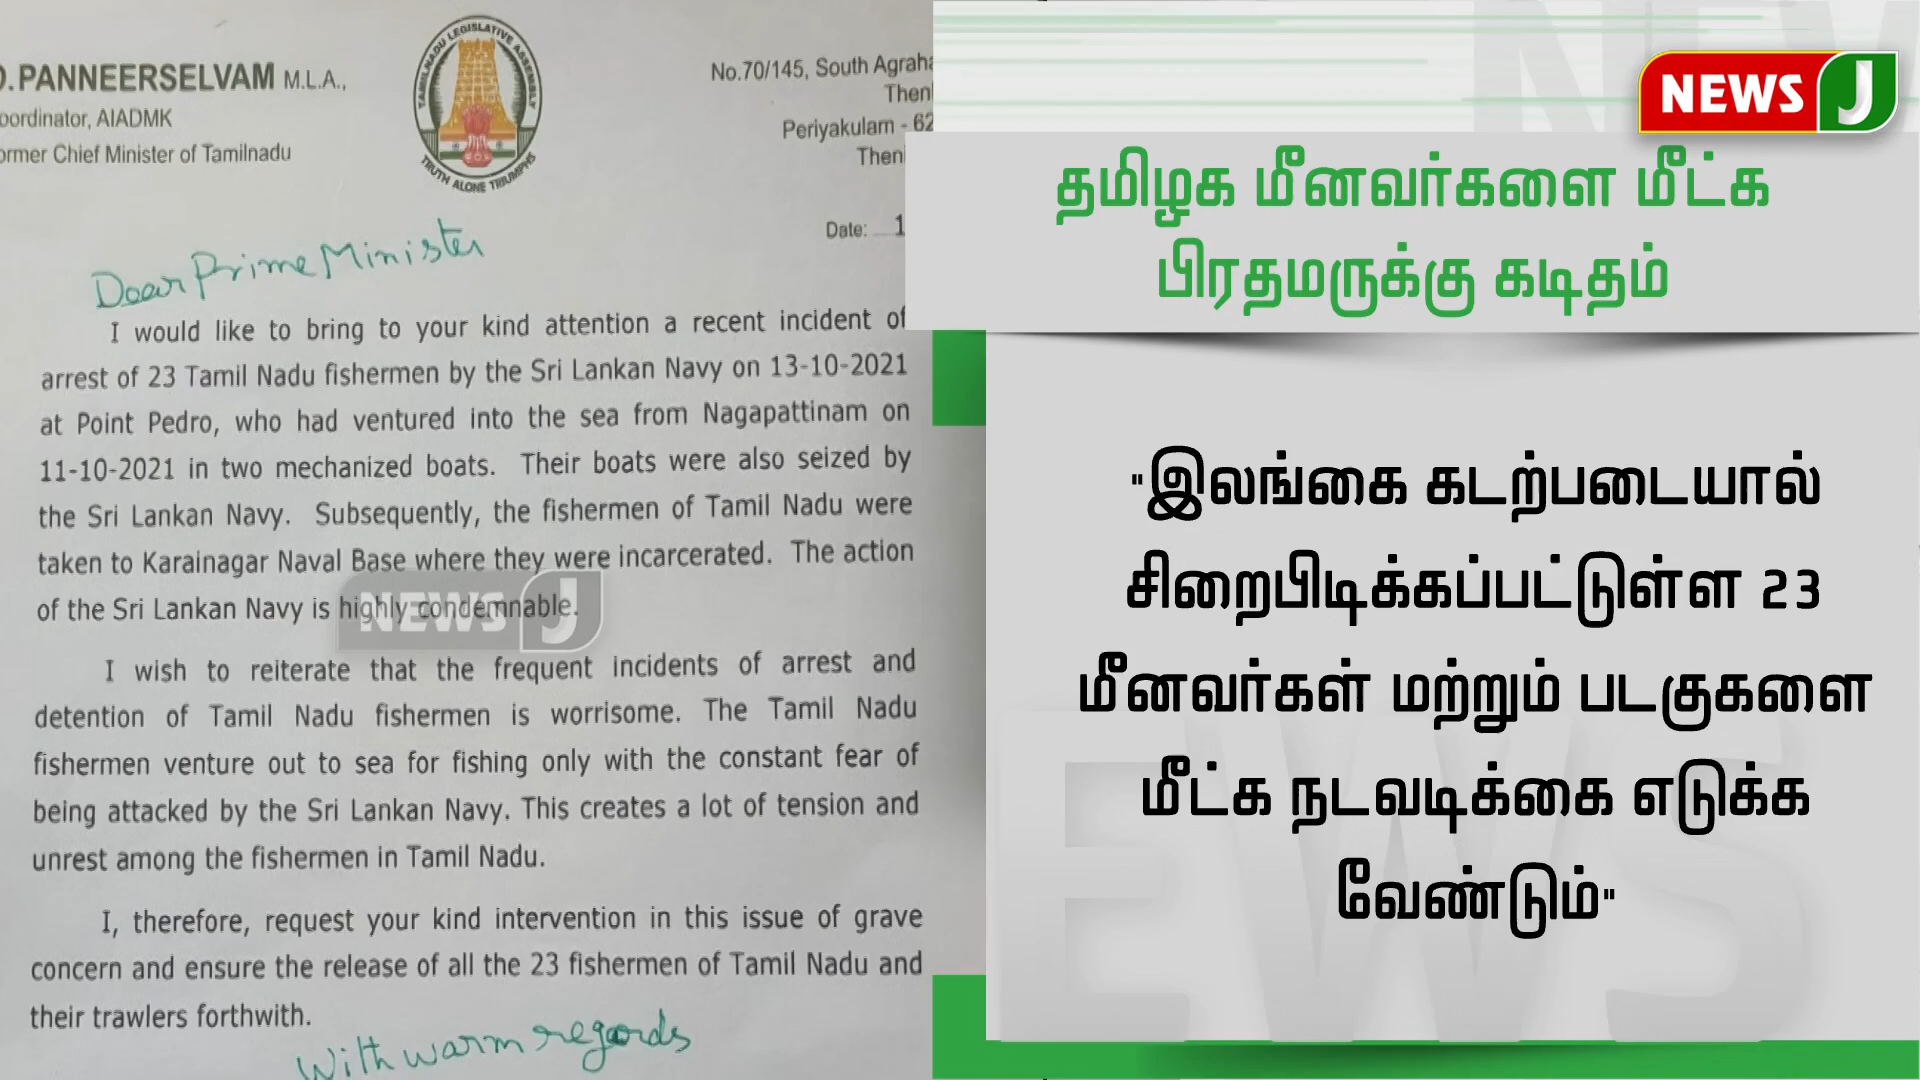 O.PANNEERSELVAM M.L.A.,
Coordinator, AIADMK
Former Chief Minister of Tamilnadu
TAMILNADU LEGISLATIVE ASSEMBLY
TRUTH ALONE TRIUMPHS
No.70/145, South
Periyakulam - 62
Date: 1
Dear Prime Minister
I would like to bring to your kind attention a recent incident of
arrest of 23 Tamil Nadu fishermen by the Sri Lankan Navy on 13-10-2021
at Point Pedro, who had ventured into the sea from Nagapattinam on
11-10-2021 in two mechanized boats. Their boats were also seized by
the Sri Lankan Navy. Subsequently, the fishermen of Tamil Nadu were
taken to Karainagar Naval Base where they were incarcerated. The action
of the Sri Lankan Navy is highly condemnable.
NEWS J
I wish to reiterate that the frequent incidents of arrest and
detention of Tamil Nadu fishermen is worrisome. The Tamil Nadu
fishermen venture out to sea for fishing only with the constant fear of
being attacked by the Sri Lankan Navy. This creates a lot of tension and
unrest among the fishermen in Tamil Nadu.
I, therefore, request your kind intervention in this issue of grave
concern and ensure the release of all the 23 fishermen of Tamil Nadu and
their trawlers forthwith.
With warm regards
NEWS J
தமிழக மீனவர்களை மீட்க
பிரதமருக்கு கடிதம்
"இலங்கை கடற்படையால்
சிறைபிடிக்கப்பட்டுள்ள 23
மீனவர்கள் மற்றும் படகுகளை
மீட்க நடவடிக்கை எடுக்க
வேண்டும்"